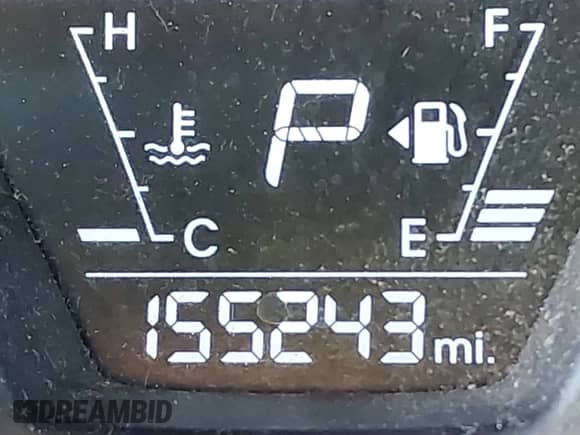 H P F
C E
155243 mi.
DREAMBID